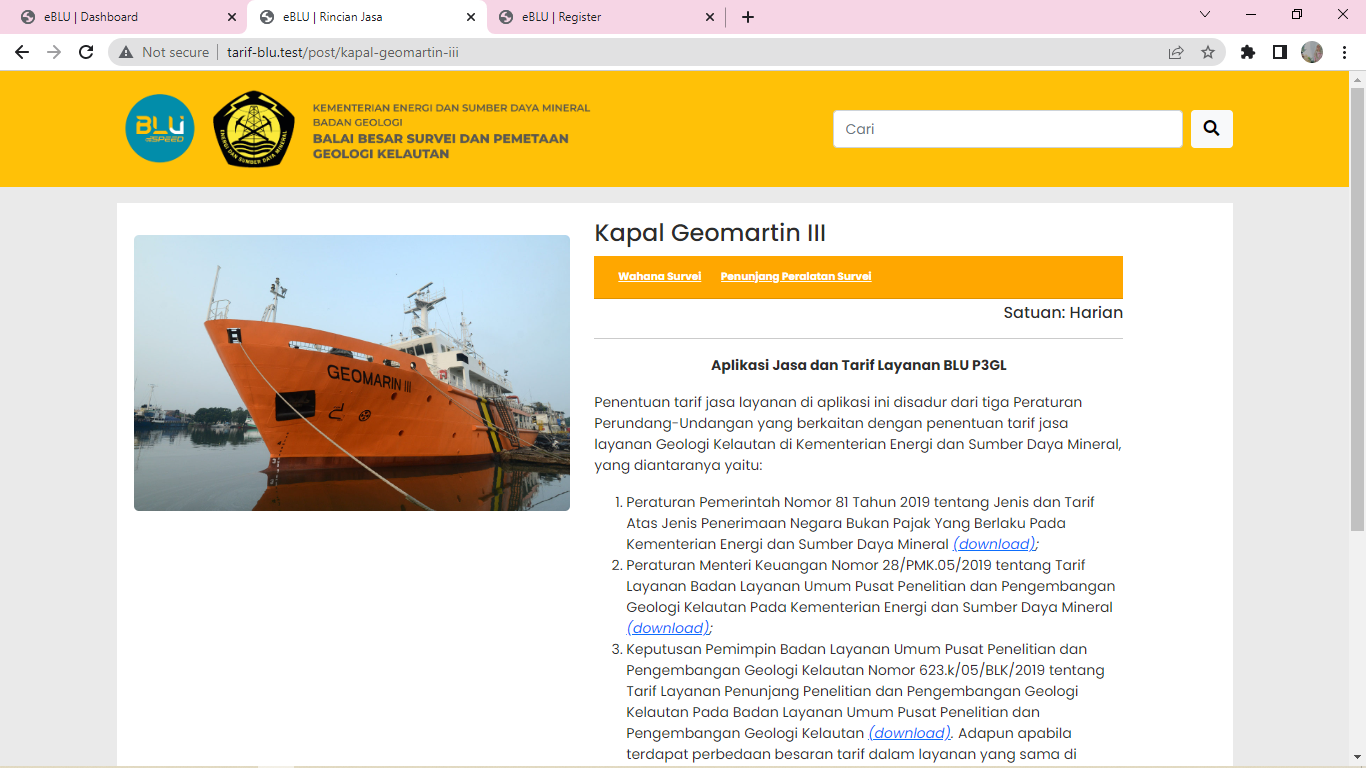 eBLU | Dashboard
eBLU | Rincian Jasa
eBLU | Register
Not secure
tarif-blu.test/post/kapal-geomartin-iii
BLU
SPEED
ENERGI DAN SUMBER DAYA MINERAL
KEMENTERIAN ENERGI DAN SUMBER DAYA MINERAL
BADAN GEOLOGI
BALAI BESAR SURVEI DAN PEMETAAN
GEOLOGI KELAUTAN
Cari
GEOMARIN III
Kapal Geomartin III
Wahana Survei Penunjang Peralatan Survei
Satuan: Harian
Aplikasi Jasa dan Tarif Layanan BLU P3GL
Penentuan tarif jasa layanan di aplikasi ini disadur dari tiga Peraturan
Perundang-Undangan yang berkaitan dengan penentuan tarif jasa
layanan Geologi Kelautan di Kementerian Energi dan Sumber Daya Mineral,
yang diantaranya yaitu:
1. Peraturan Pemerintah Nomor 81 Tahun 2019 tentang Jenis dan Tarif
Atas Jenis Penerimaan Negara Bukan Pajak Yang Berlaku Pada
Kementerian Energi dan Sumber Daya Mineral (download);
2. Peraturan Menteri Keuangan Nomor 28/PMK.05/2019 tentang Tarif
Layanan Badan Layanan Umum Pusat Penelitian dan Pengembangan
Geologi Kelautan Pada Kementerian Energi dan Sumber Daya Mineral
(download);
3. Keputusan Pemimpin Badan Layanan Umum Pusat Penelitian dan
Pengembangan Geologi Kelautan Nomor 623.k/05/BLK/2019 tentang
Tarif Layanan Penunjang Penelitian dan Pengembangan Geologi
Kelautan Pada Badan Layanan Umum Pusat Penelitian dan
Pengembangan Geologi Kelautan (download). Adapun apabila
terdapat perbedaan besaran tarif dalam layanan yang sama di